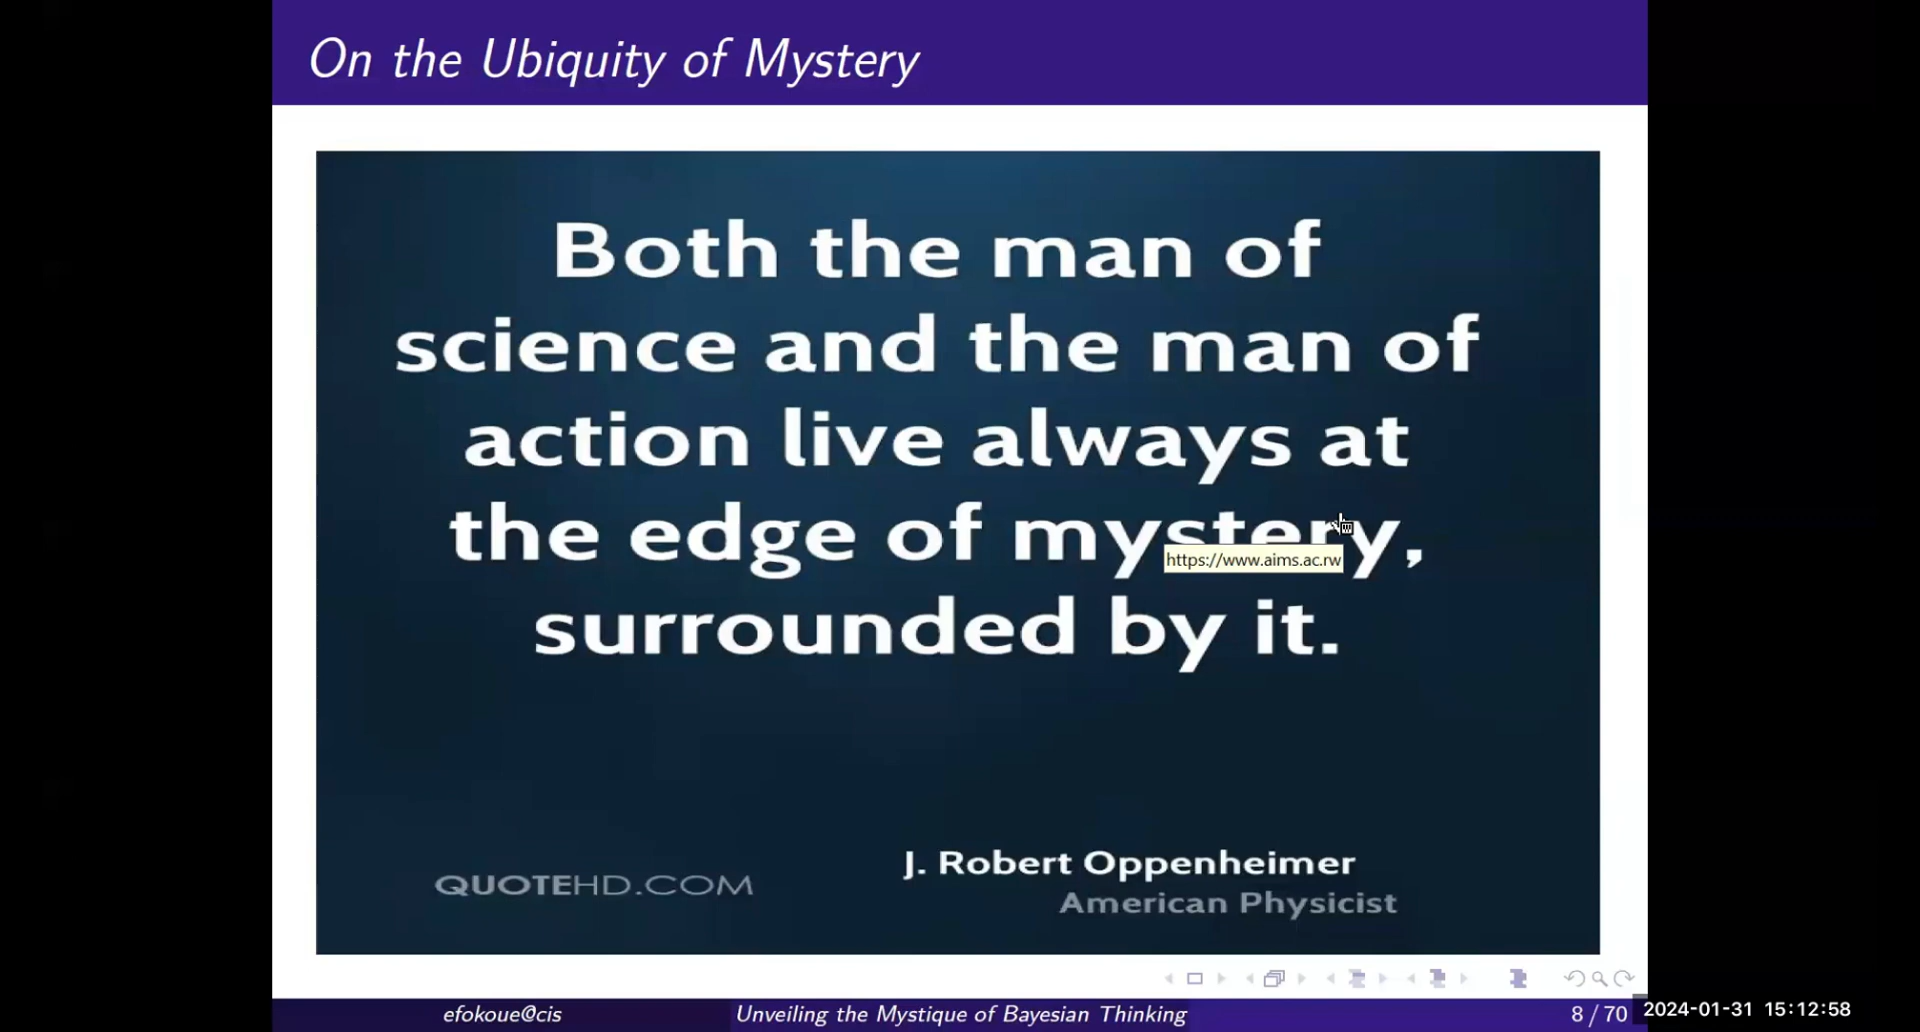 On the Ubiquity of Mystery
Both the man of
science and the man of
action live always at
the edge of mystery,
https://www.aims.ac.rw
surrounded by it.
J. Robert Oppenheimer
QUOTEHD.COM
American Physicist
efokoue@cis
Unveiling the Mystique of Bayesian Thinking
8 / 70
2024-01-31 15:12:58